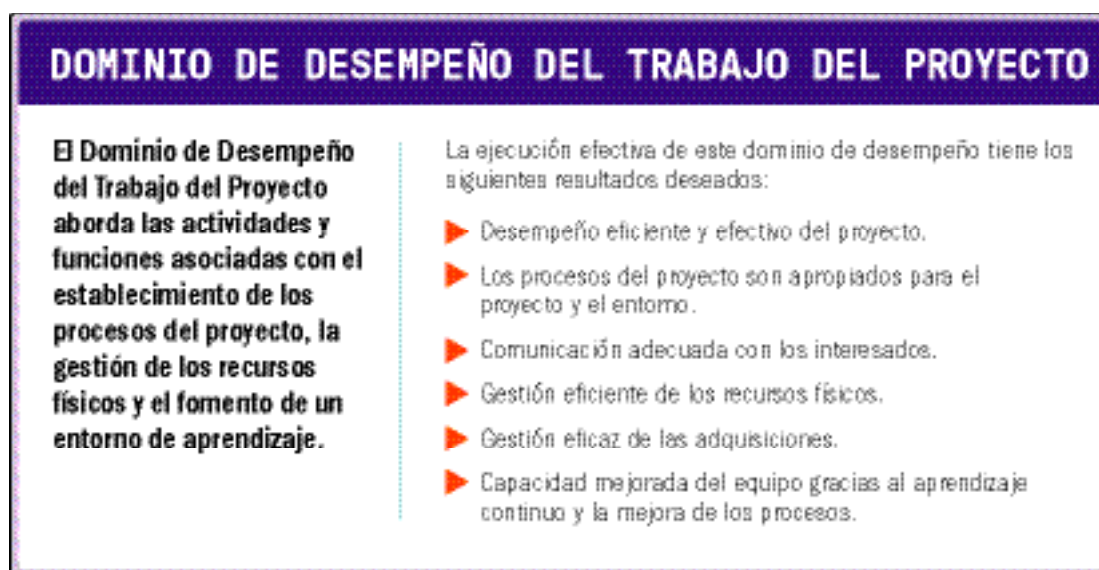 DOMINIO DE DESEMPEÑO DEL TRABAJO DEL PROYECTO
El Dominio de Desempeño
del Trabajo del Proyecto
aborda las actividades y
funciones asociadas con el
establecimiento de los
procesos del proyecto, la
gestión de los recursos
físicos y el fomento de un
entorno de aprendizaje.
La ejecución efectiva de este dominio de desempeño tiene los
siguientes resultados deseados:
Desempeño eficiente y efectivo del proyecto.
Los procesos del proyecto son apropiados para el
proyecto y el entorno.
Comunicación adecuada con los interesados.
Gestión eficiente de los recursos físicos.
Gestión eficaz de las adquisiciones.
Capacidad mejorada del equipo gracias al aprendizaje
continuo y la mejora de los procesos.